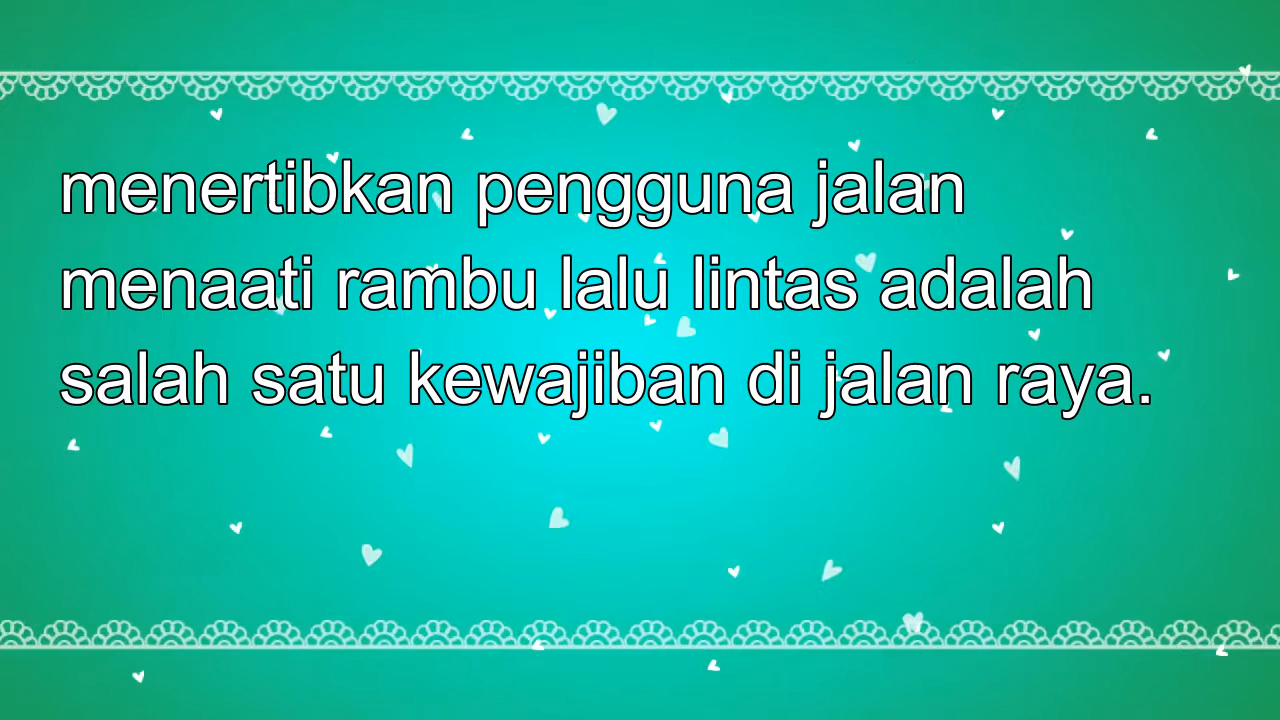 menertibkan pengguna jalan
menaati rambu lalu lintas adalah
salah satu kewajiban di jalan raya.